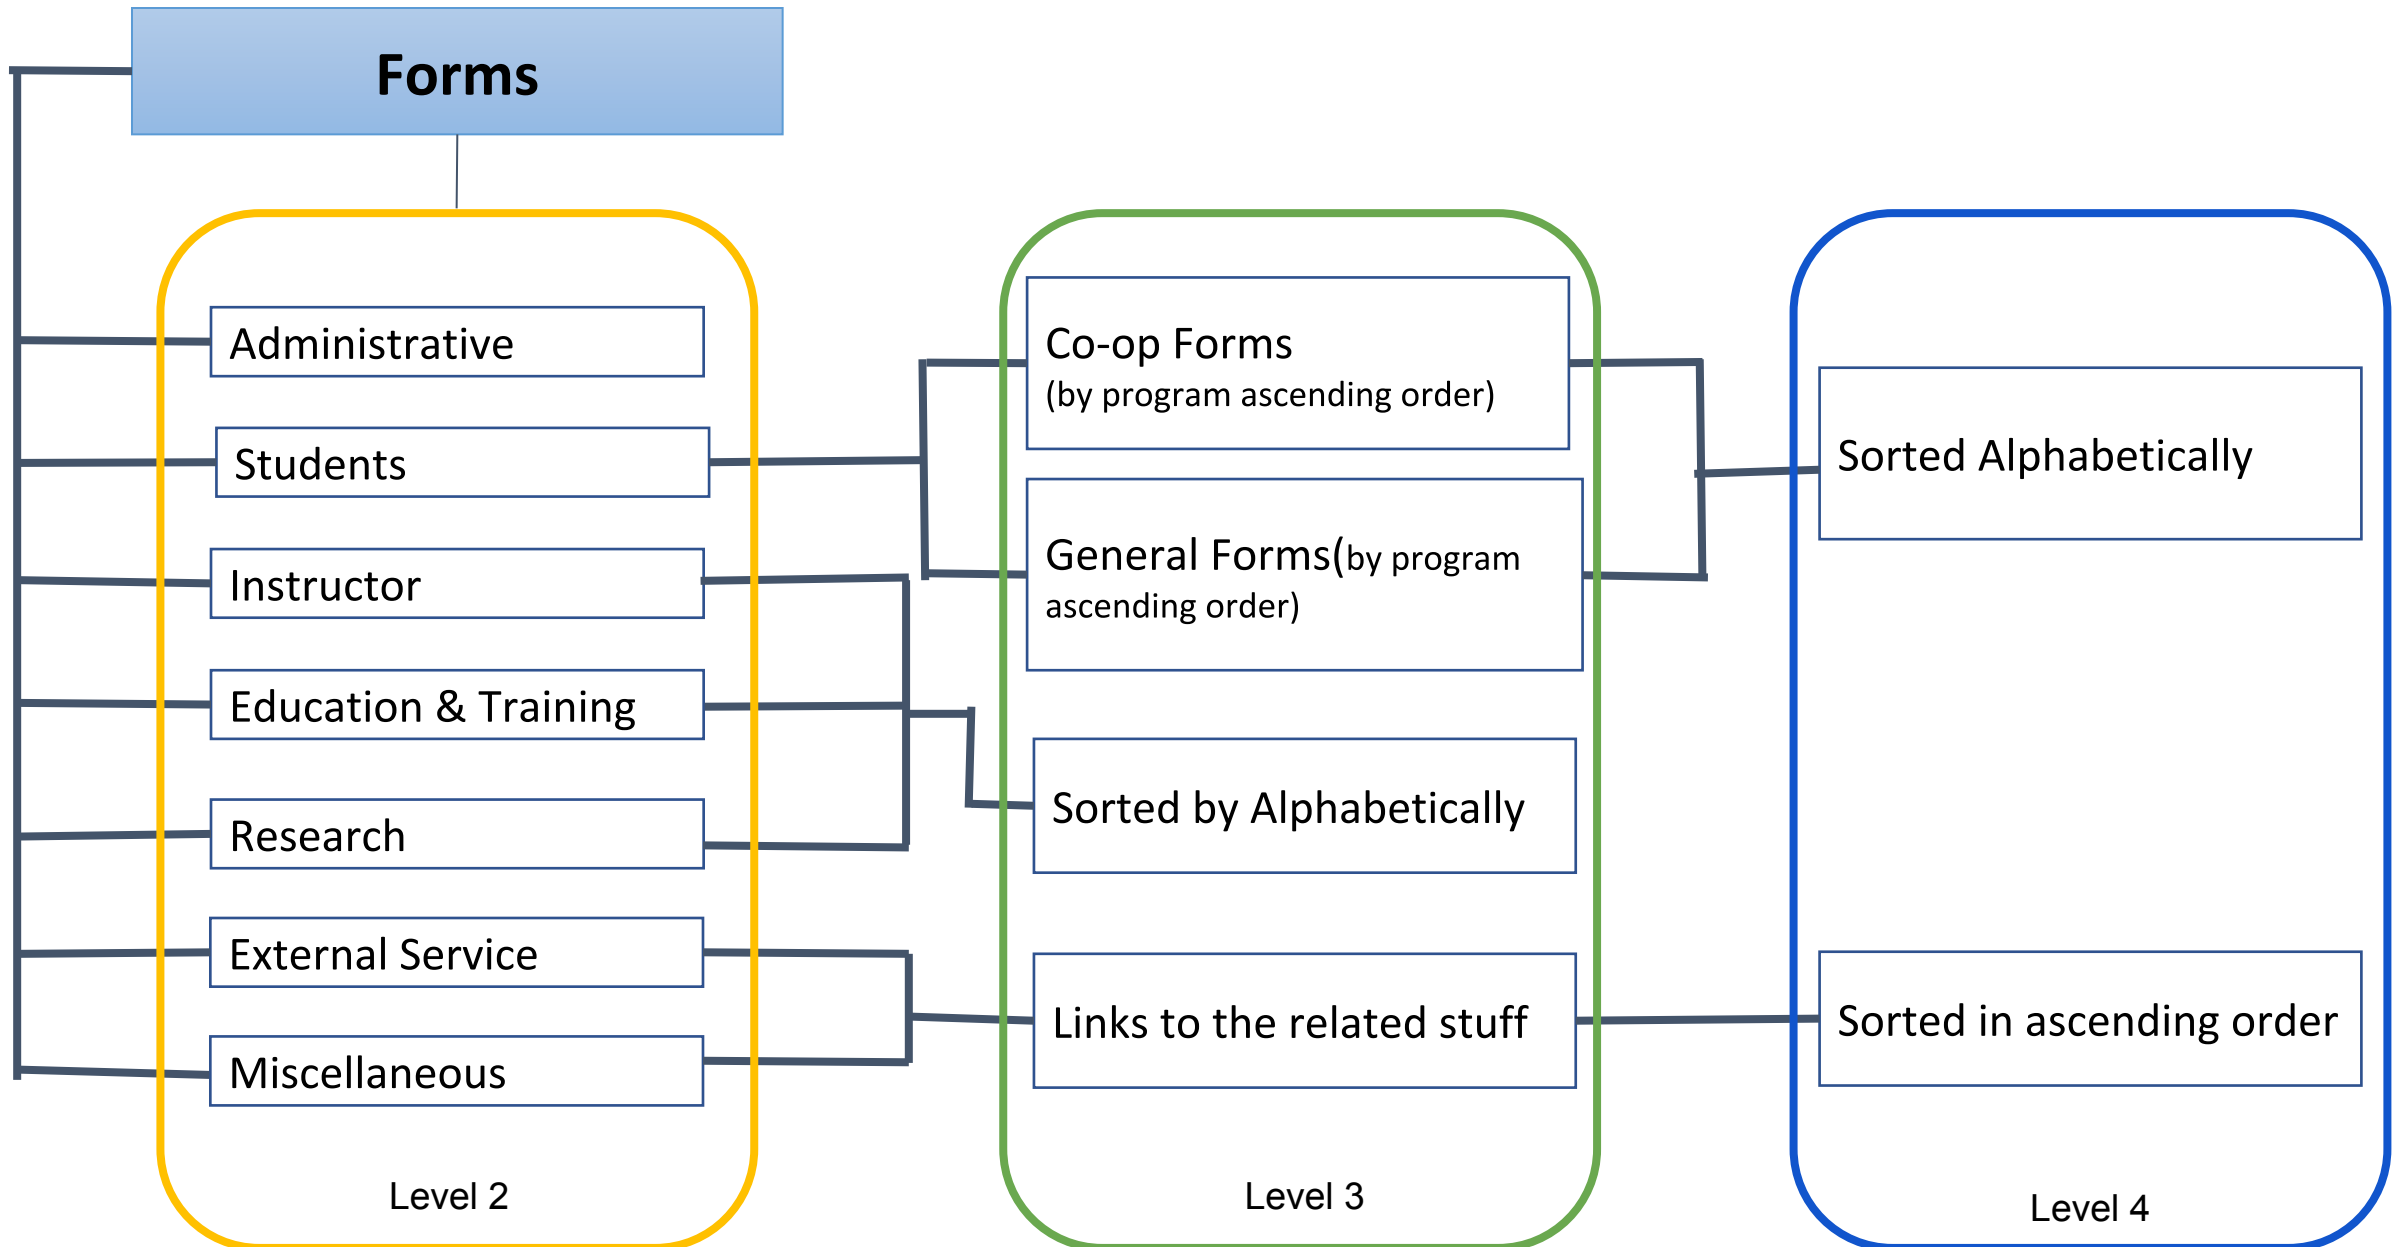 Forms
Administrative
Students
Instructor
Education & Training
Research
External Service
Miscellaneous
Level 2
Co-op Forms
(by program ascending order)
General Forms(by program
ascending order)
Sorted by Alphabetically
Links to the related stuff
Level 3
Sorted Alphabetically
Sorted in ascending order
Level 4